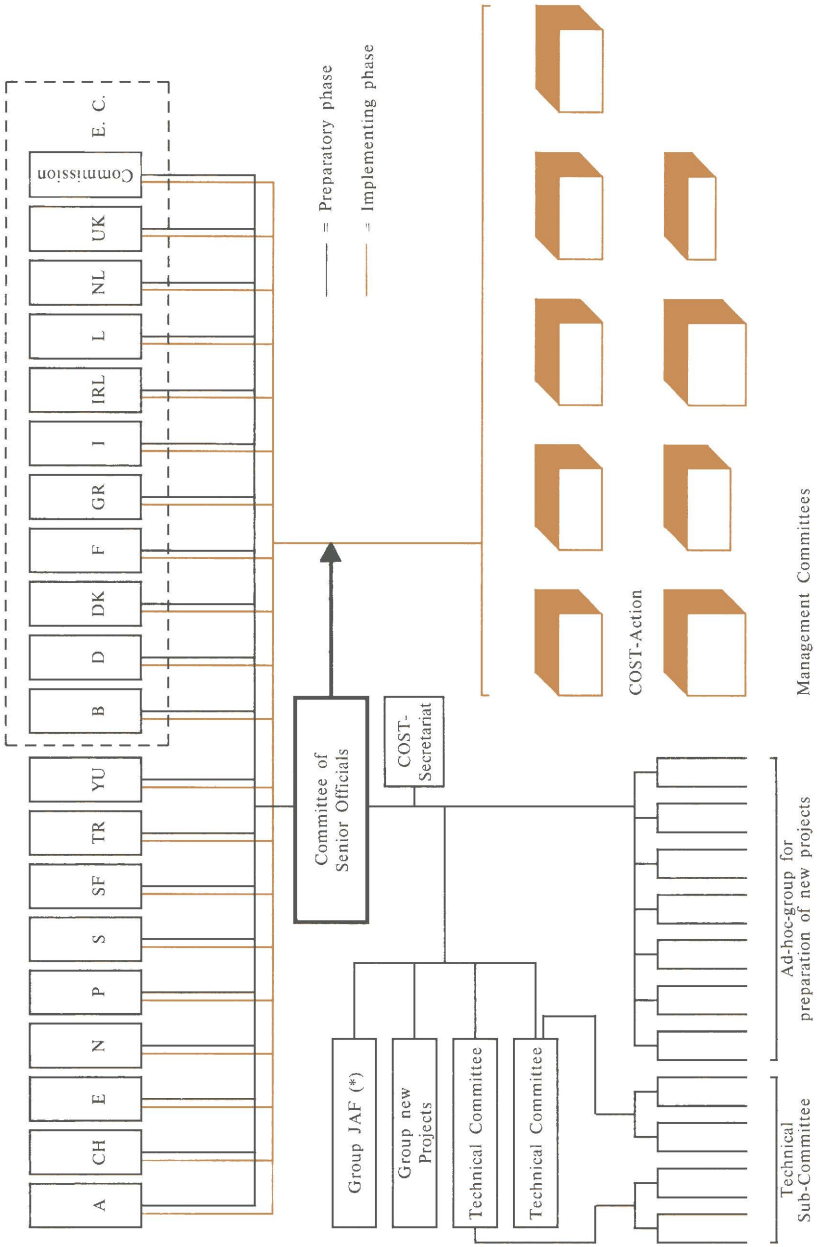 A
CH
E
N
P
S
SF
TR
YU
B
D
DK
F
GR
I
IRL
L
NL
UK
Commission
E. C.
Committee of
Senior Officials
COST-
Secretariat
= Preparatory phase
= Implementing phase
Group JAF (*)
Group new
Projects
Technical Committee
Technical Committee
Technical
Sub-Committee
Ad-hoc-group for
preparation of new projects
COST-Action
Management Committees